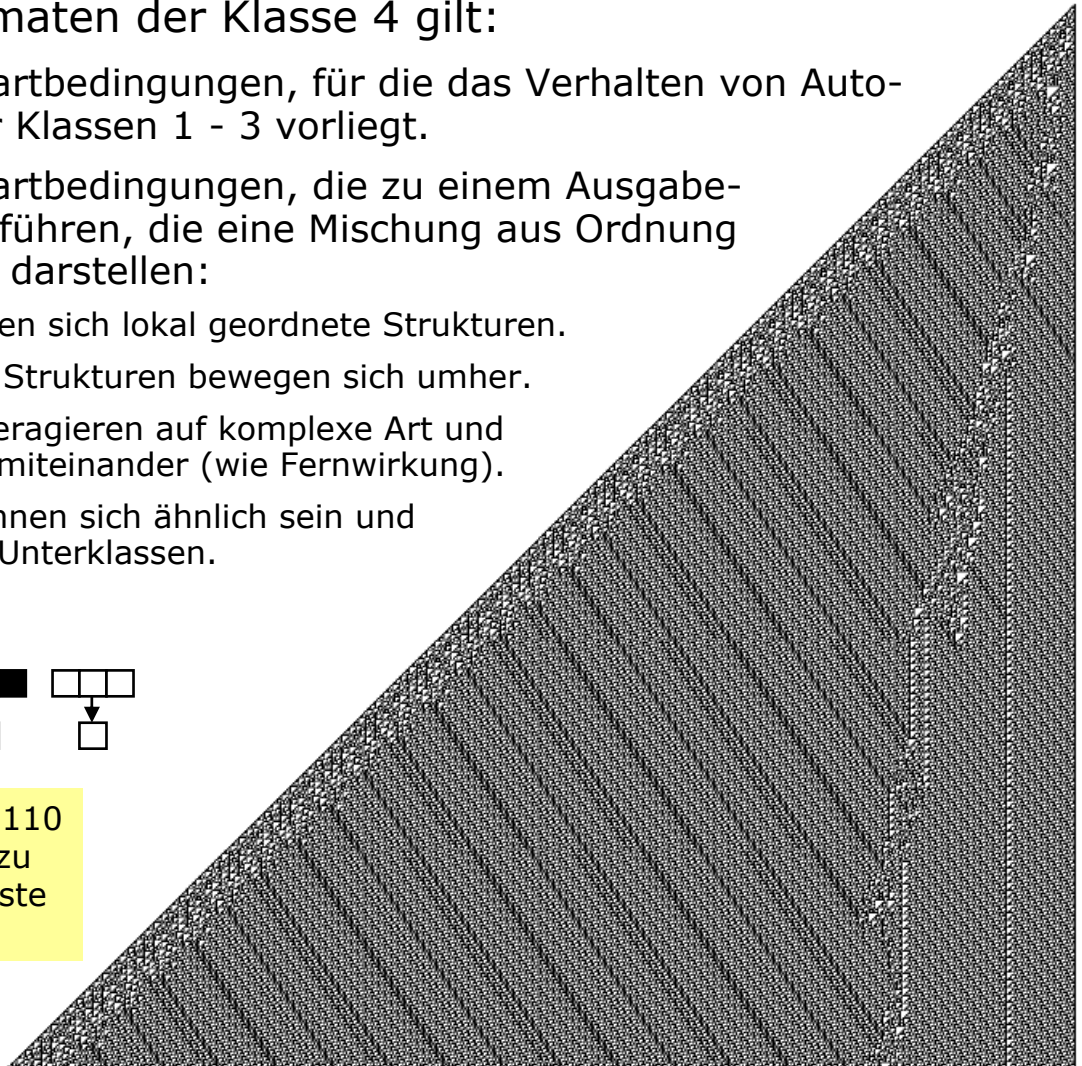 maten der Klasse 4 gilt:
artbedingungen, für die das Verhalten von Auto-
r Klassen 1 - 3 vorliegt.
artbedingungen, die zu einem Ausgabe-
führen, die eine Mischung aus Ordnung
darstellen:
en sich lokal geordnete Strukturen.
Strukturen bewegen sich umher.
eragieren auf komplexe Art und
miteinander (wie Fernwirkung).
nnen sich ähnlich sein und
Unterklassen.
110
zu
ste